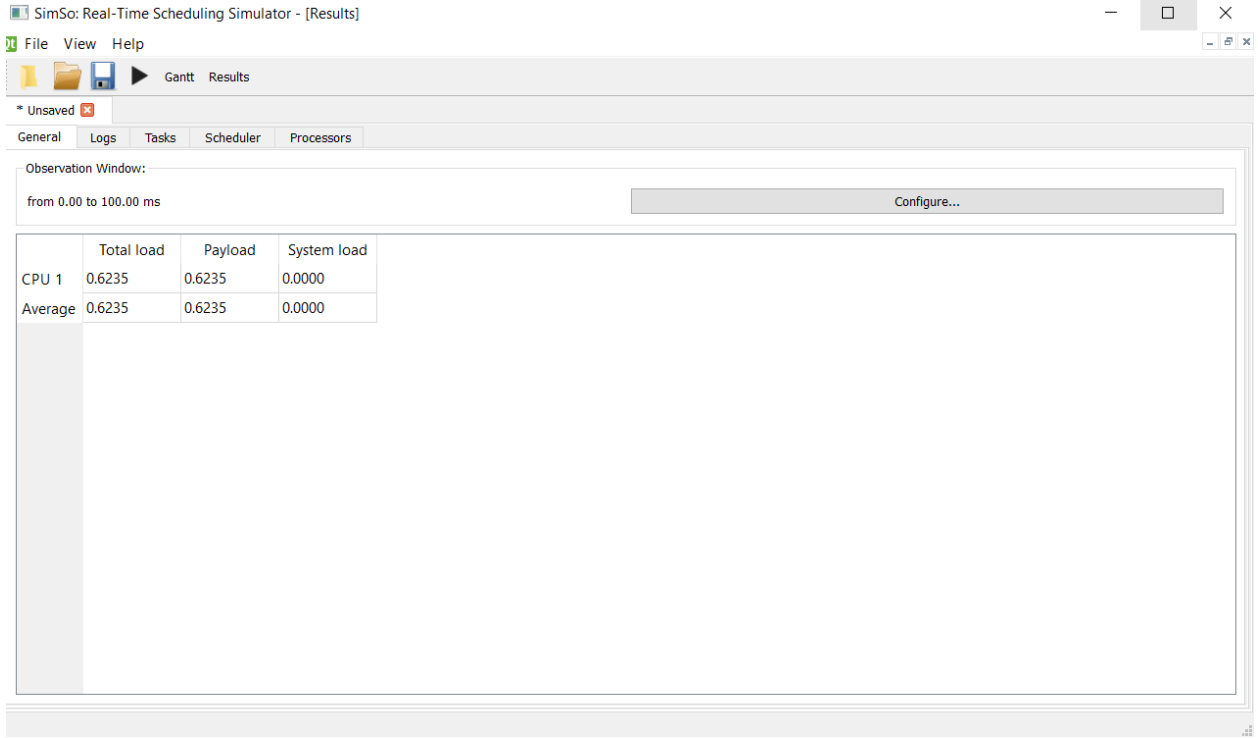 SimSo: Real-Time Scheduling Simulator - [Results]
Qt File View Help
Gantt Results
* Unsaved
General Logs Tasks Scheduler Processors
Observation Window:
from 0.00 to 100.00 ms Configure...
Total load Payload System load
CPU 1 0.6235 0.6235 0.0000
Average 0.6235 0.6235 0.0000